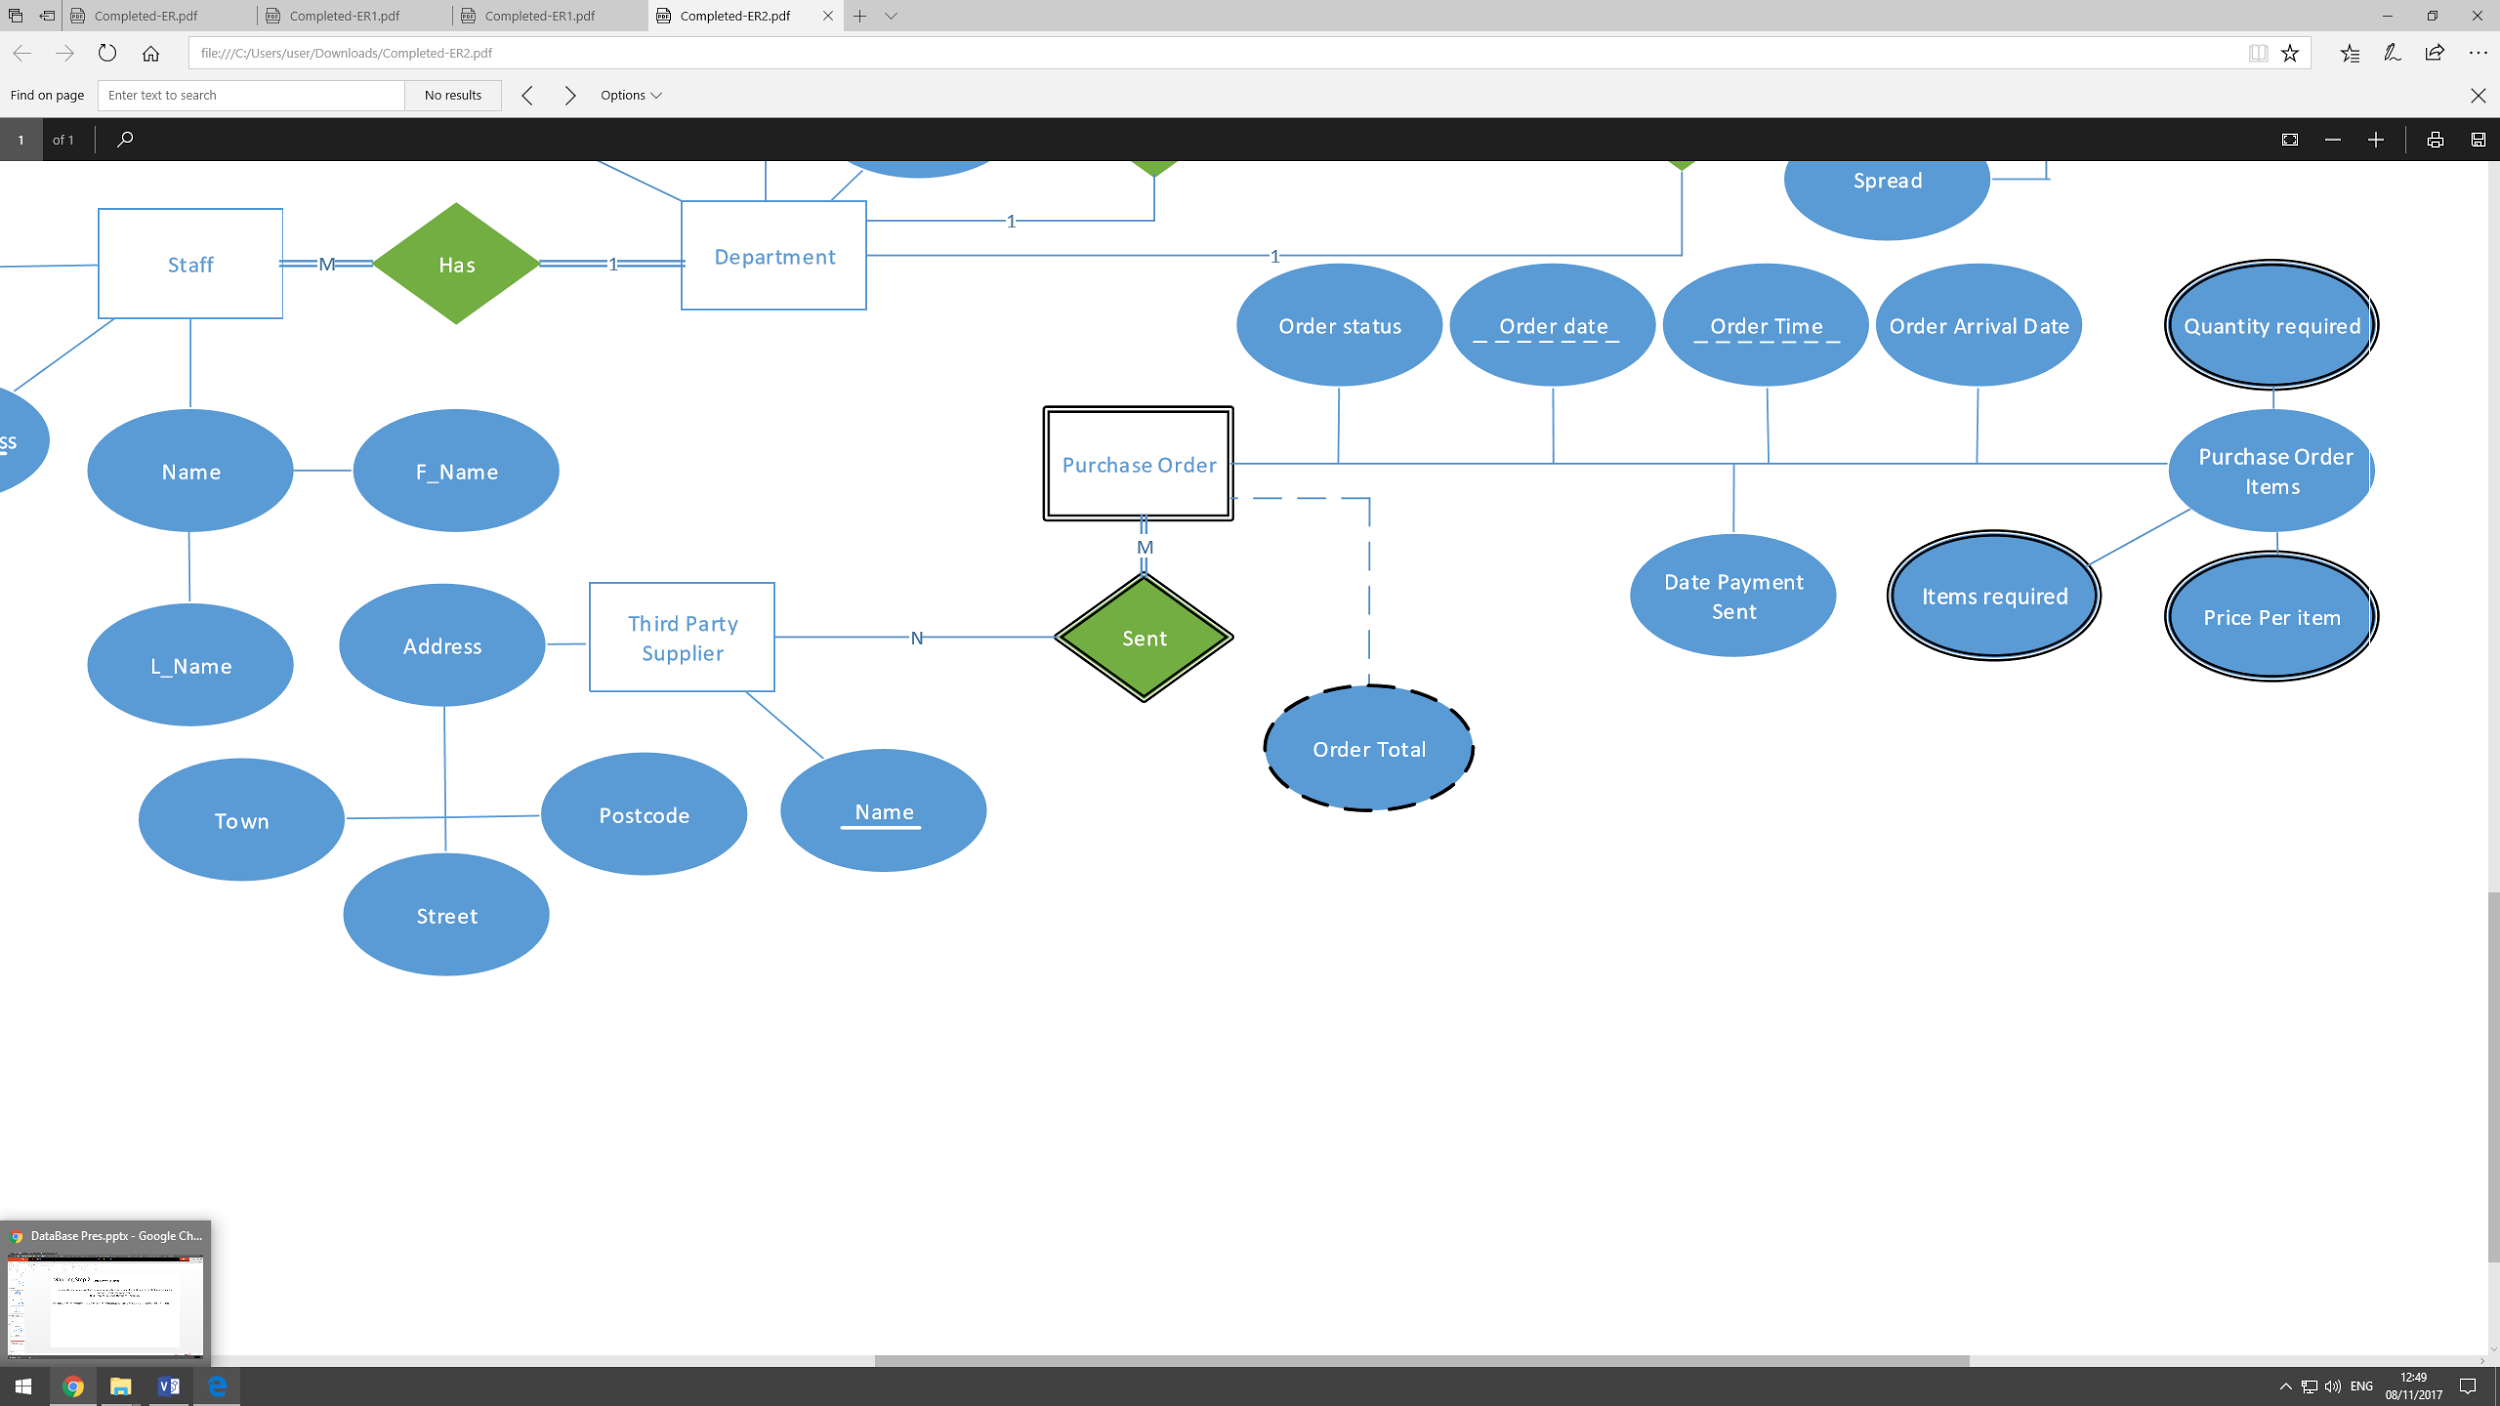 Completed-ER.pdf
Completed-ER1.pdf
Completed-ER1.pdf
Completed-ER2.pdf
file:///C:/Users/user/Downloads/Completed-ER2.pdf
Find on page
Enter text to search
No results
Options
1
of 1
Spread
Staff
M
Has
1
Department
1
1
Order status
Order date
Order Time
Order Arrival Date
Quantity required
ss
Name
F_Name
Purchase Order
Purchase Order
Items
M
L_Name
Address
Third Party
Supplier
N
Sent
Date Payment
Sent
Items required
Price Per item
Order Total
Town
Postcode
Name
Street
DataBase Pres.pptx - Google Ch...
ENG
12:49
08/11/2017